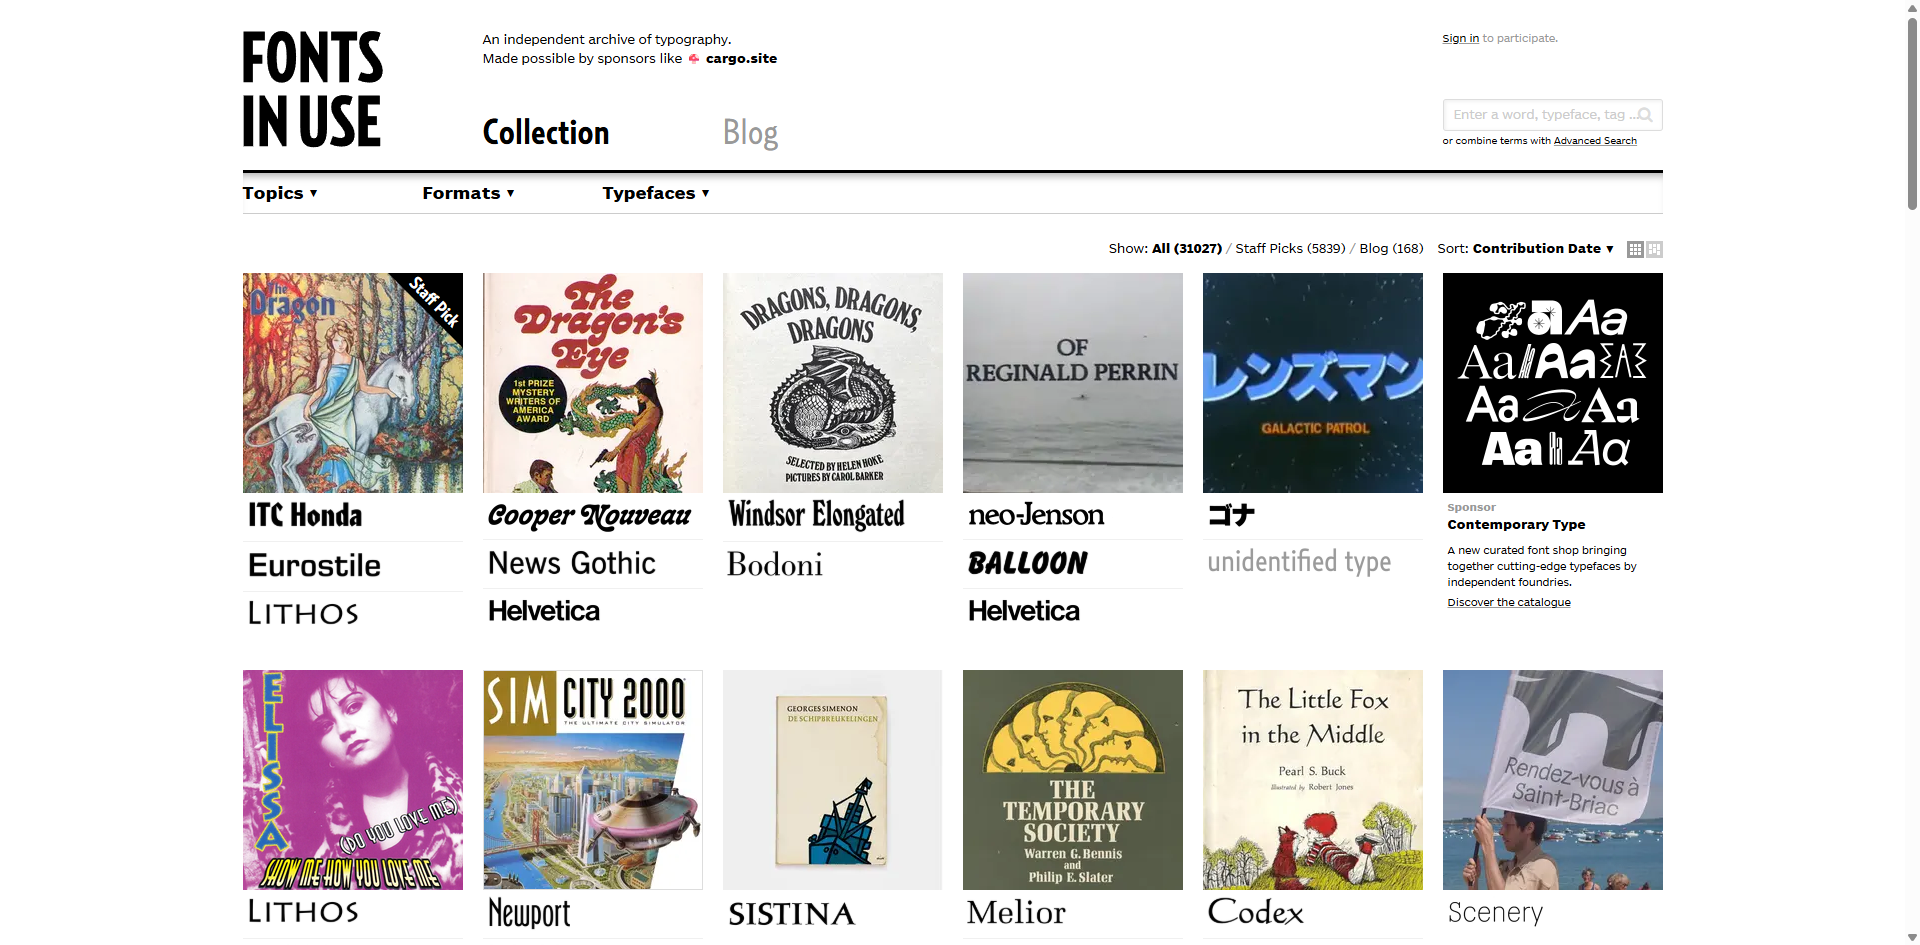 FONTS
IN USE
An independent archive of typography.
Made possible by sponsors like cargo.site
Sign in to participate.
Collection
Blog
Enter a word, typeface, tag ...
or combine terms with Advanced Search
Topics ▼
Formats ▼
Typefaces ▼
Show: All (31027) / Staff Picks (5839) / Blog (168)
Sort: Contribution Date ▼
The
Dragon
Staff Pick
ITC Honda
Eurostile
LITHOS
The
Dragon's
Eye
1st PRIZE
MYSTERY
WRITERS OF
AMERICA
AWARD
Cooper Nouveau
News Gothic
Helvetica
DRAGONS, DRAGONS,
DRAGONS
SELECTED BY HELEN HOKE
PICTURES BY CAROL BARKER
Windsor Elongated
Bodoni
OF
REGINALD PERRIN
neo-Jenson
BALLOON
Helvetica
レンズマン
GALACTIC PATROL
ゴナ
unidentified type
Aa
Aa Aa
Aa Aa
Aa Aa
Sponsor
Contemporary Type
A new curated font shop bringing
together cutting-edge typefaces by
independent foundries.
Discover the catalogue
ELISSA
(DO YOU LOVE ME)
SHOW ME HOW YOU LOVE ME
LITHOS
SIM CITY 2000
THE ULTIMATE CITY SIMULATOR
Newport
GEORGES SIMENON
DE SCHIPBREUKELINGEN
SISTINA
THE
TEMPORARY
SOCIETY
Warren G. Bennis
and
Philip E. Slater
Melior
The Little Fox
in the Middle
Pearl S. Buck
Illustrated by Robert Jones
Codex
Rendez-vous à
Saint-Briac
Scenery